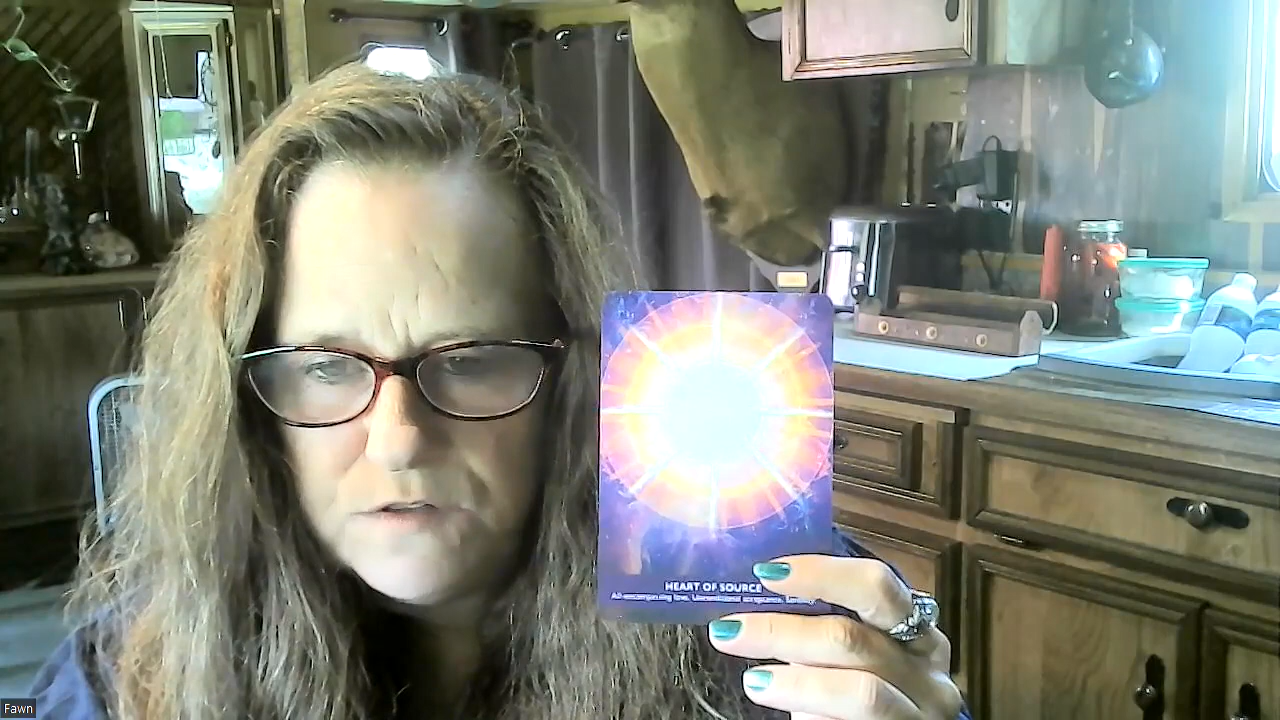 HEART OF SOURCE
All-encompassing love, Unconditional acceptance,
Fawn